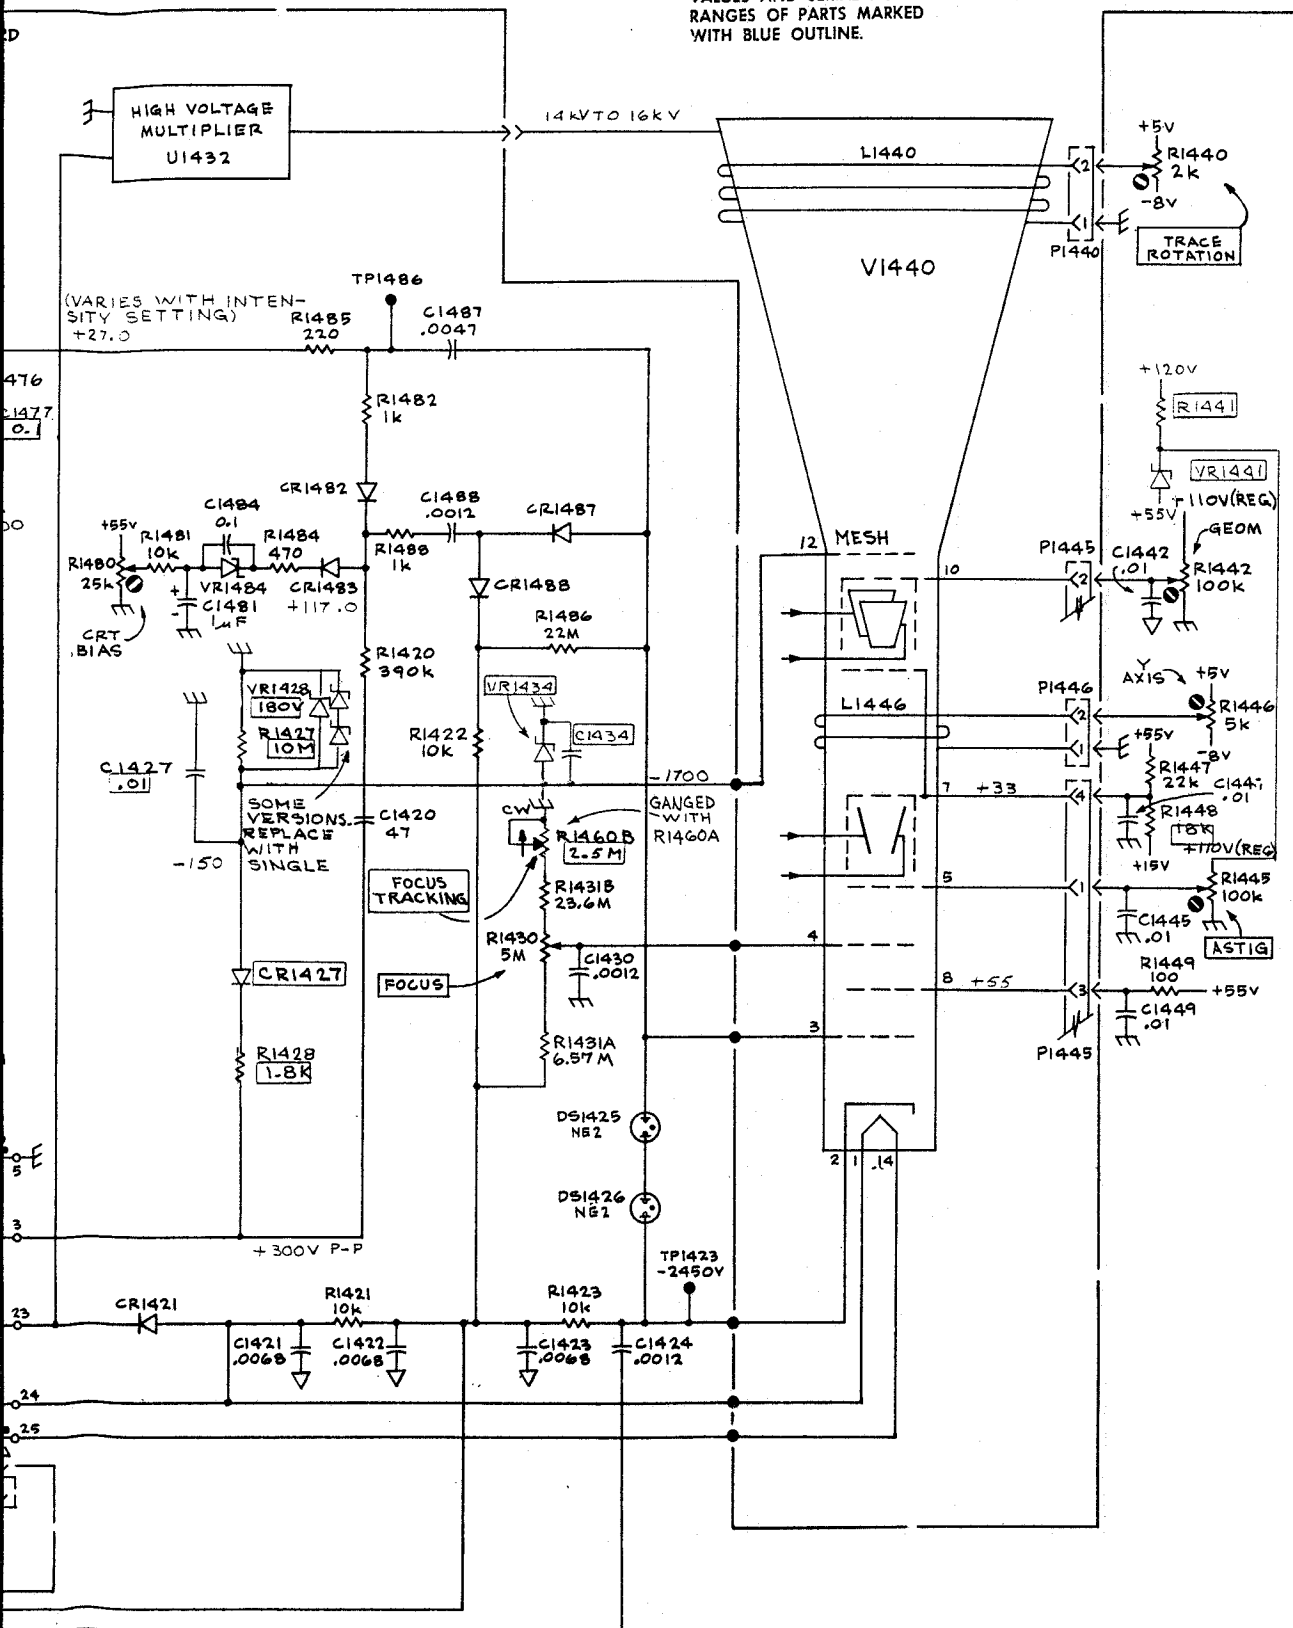 RANGES OF PARTS MARKED
WITH BLUE OUTLINE.
HIGH VOLTAGE
MULTIPLIER
U1432
14kV TO 16kV
L1440
2
1
P1440
+5V
R1440
2k
-8V
TRACE
ROTATION
V1440
TP1486
(VARIES WITH INTEN-
SITY SETTING)
+27.0
R1485
220
C1487
.0047
476
C1477
0.1
R1482
1k
+120V
R1441
VR1441
+55V
CR1482
C1488
.0012
CR1487
R1488
1k
CR1488
C1484
0.1
+55V
R1481
10k
R1484
470
R1480
25k
VR1484
CR1483
+117.0
C1481
1µF
CRT
BIAS
12
MESH
10
P1445
2
C1442
.01
110V(REG)
GEOM
R1442
100k
R1486
22M
R1420
390k
VR1428
180V
R1427
10M
C1427
.01
VR1434
C1434
R1422
10k
-1700
SOME
VERSIONS
REPLACE
WITH
SINGLE
-150
C1420
47
CW
GANGED
WITH
R1460A
R1460B
2.5M
FOCUS
TRACKING
R1431B
23.6M
R1430
5M
FOCUS
C1430
.0012
R1431A
6.57M
L1446
P1446
2
1
Y
AXIS
+5V
R1446
5k
-8V
+55V
R1447
22k
7
+33
4
.01
R1448
18K
+15V
+110V(REG)
5
1
R1445
100k
C1445
.01
ASTIG
4
8
+55
3
R1449
100
+55V
C1449
.01
P1445
3
CR1427
R1428
1.8K
DS1425
NE2
DS1426
NE2
2
1
14
5
3
+300V P-P
TP1423
-2450V
23
CR1421
R1421
10k
R1423
10k
C1421
.0068
C1422
.0068
C1423
.0068
C1424
.0012
24
25